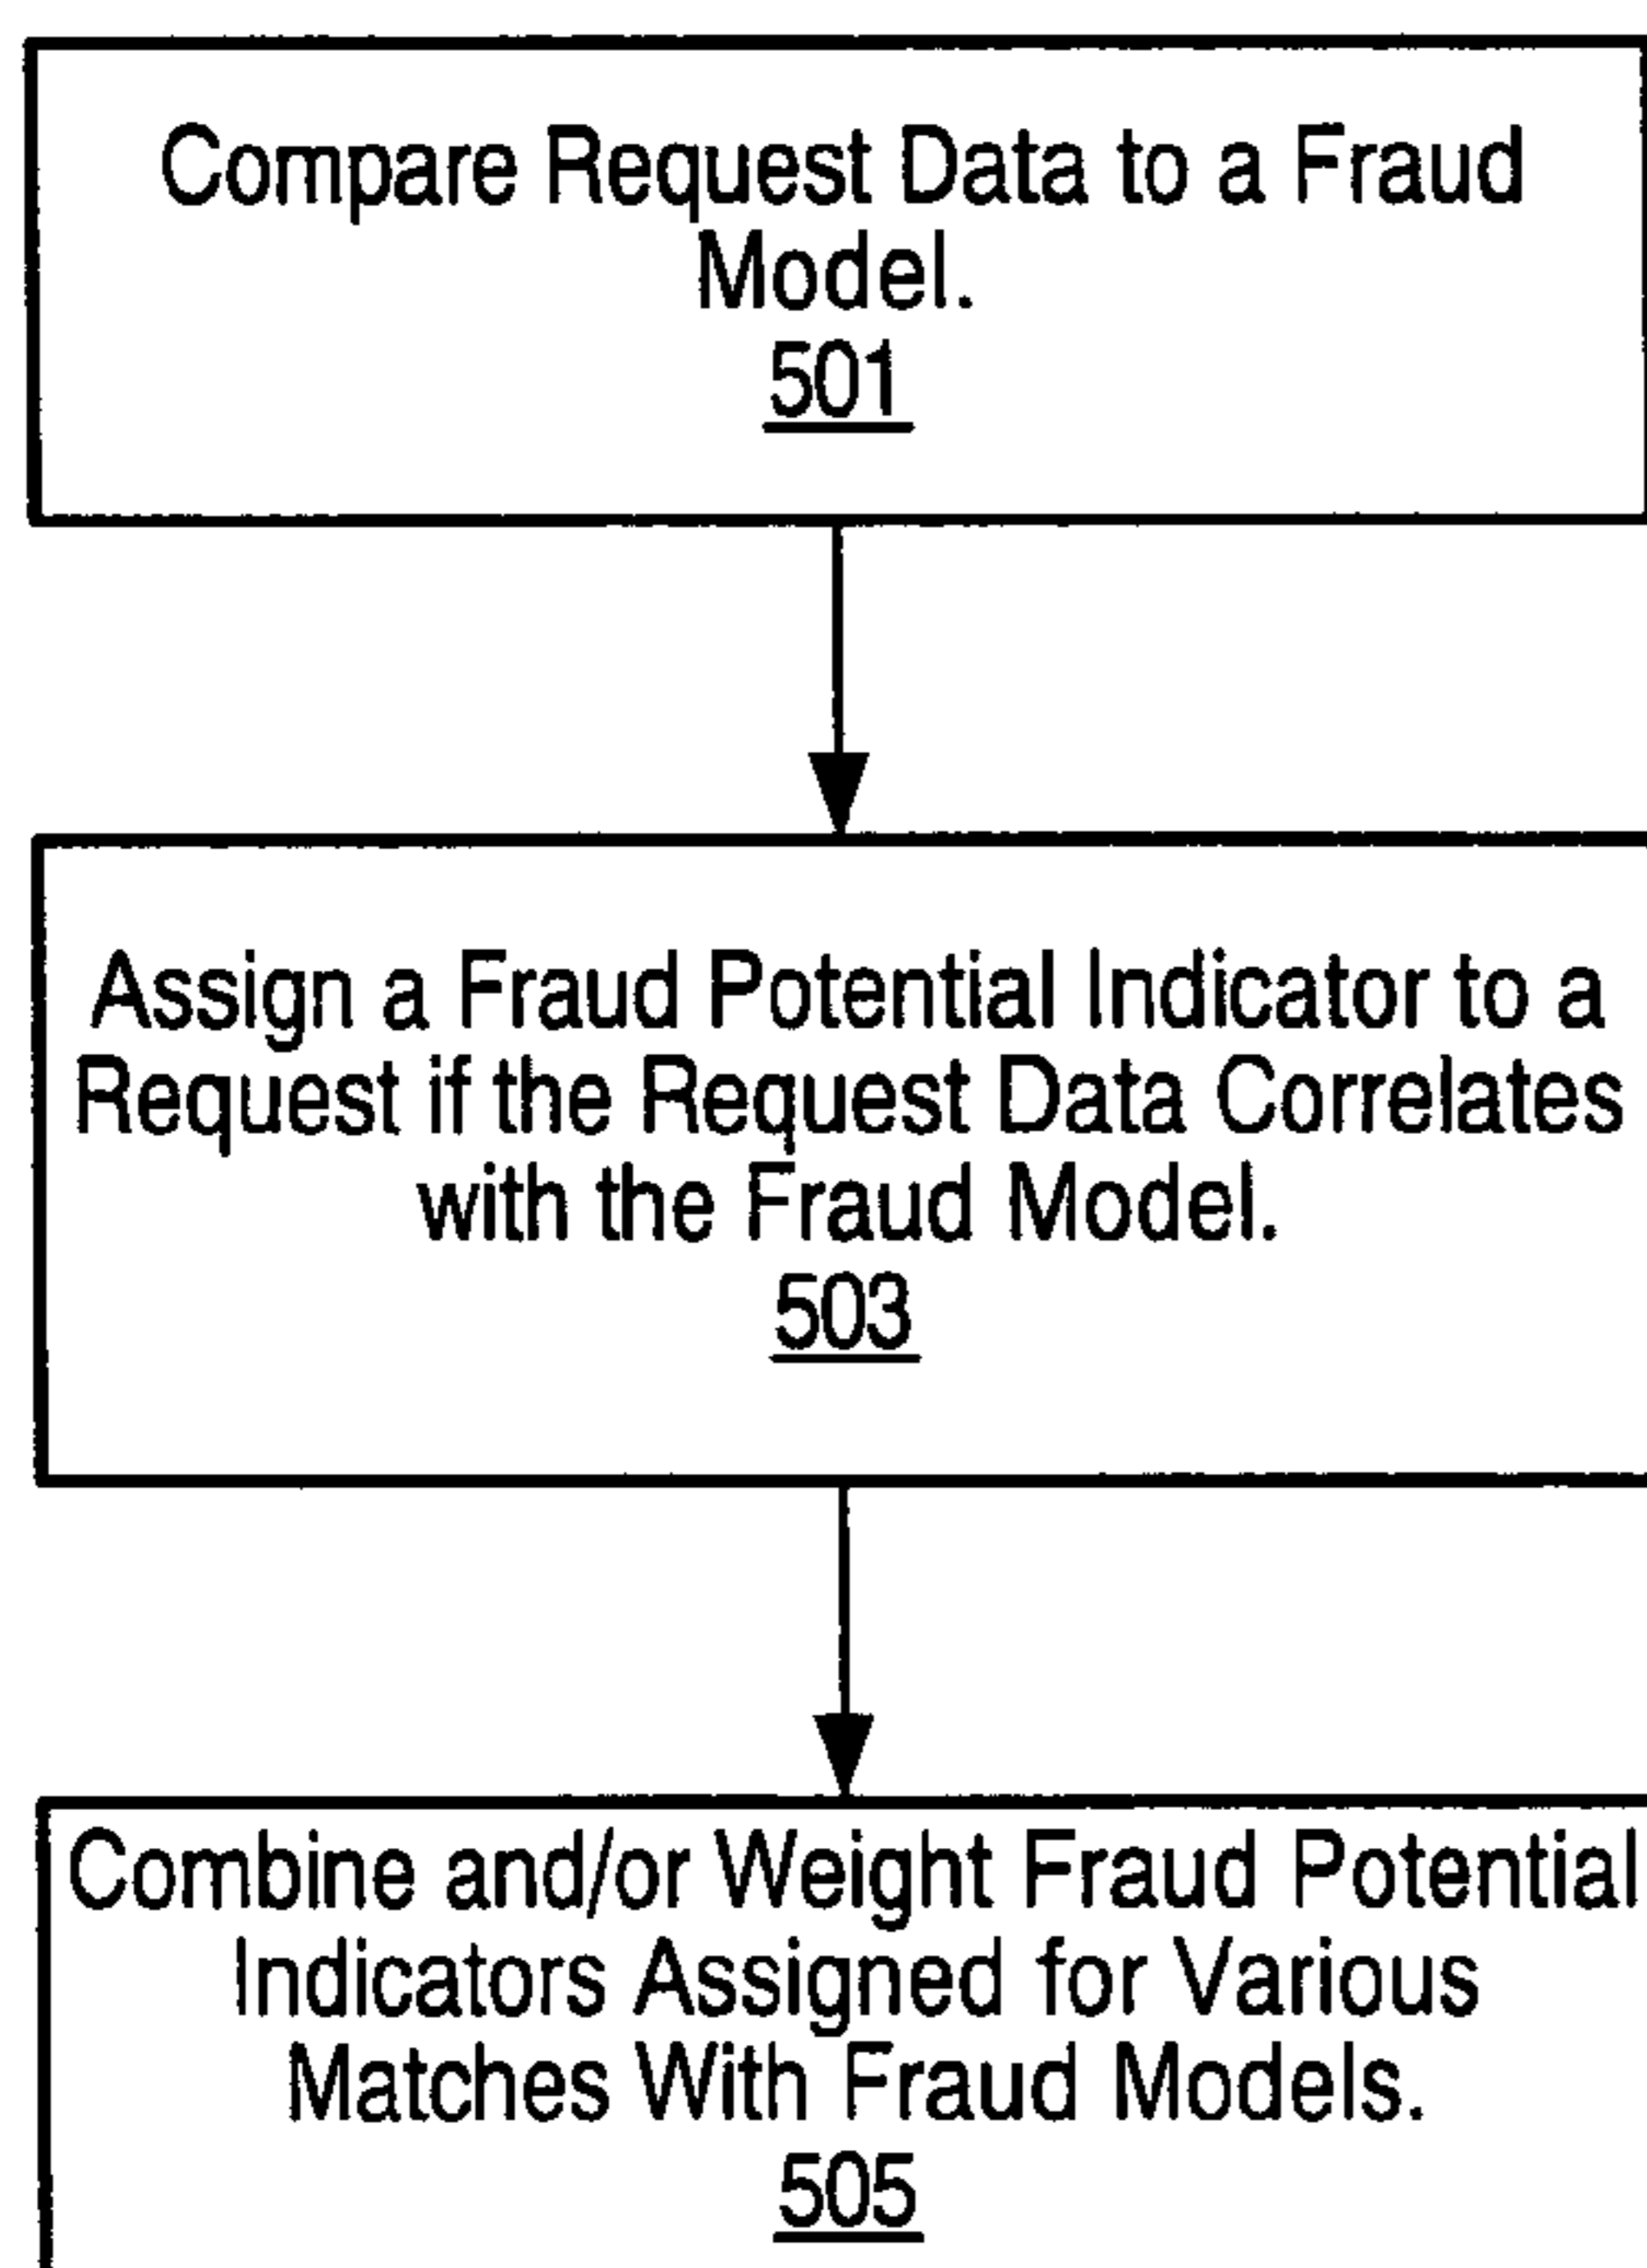 Compare Request Data to a Fraud
Model.
501
Assign a Fraud Potential Indicator to a
Request if the Request Data Correlates
with the Fraud Model.
503
Combine and/or Weight Fraud Potential
Indicators Assigned for Various
Matches With Fraud Models.
505